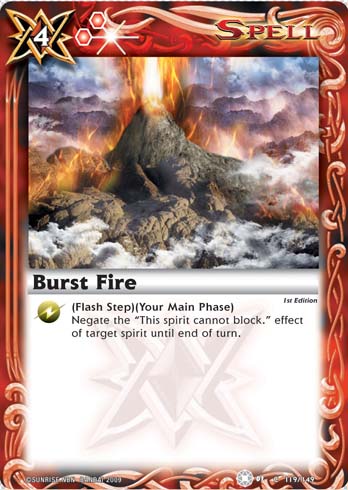 4
SPELL
Burst Fire
1st Edition
(Flash Step)(Your Main Phase)
Negate the "This spirit cannot block." effect
of target spirit until end of turn.
©SUNRISE BANDAI 2009
C 119/149